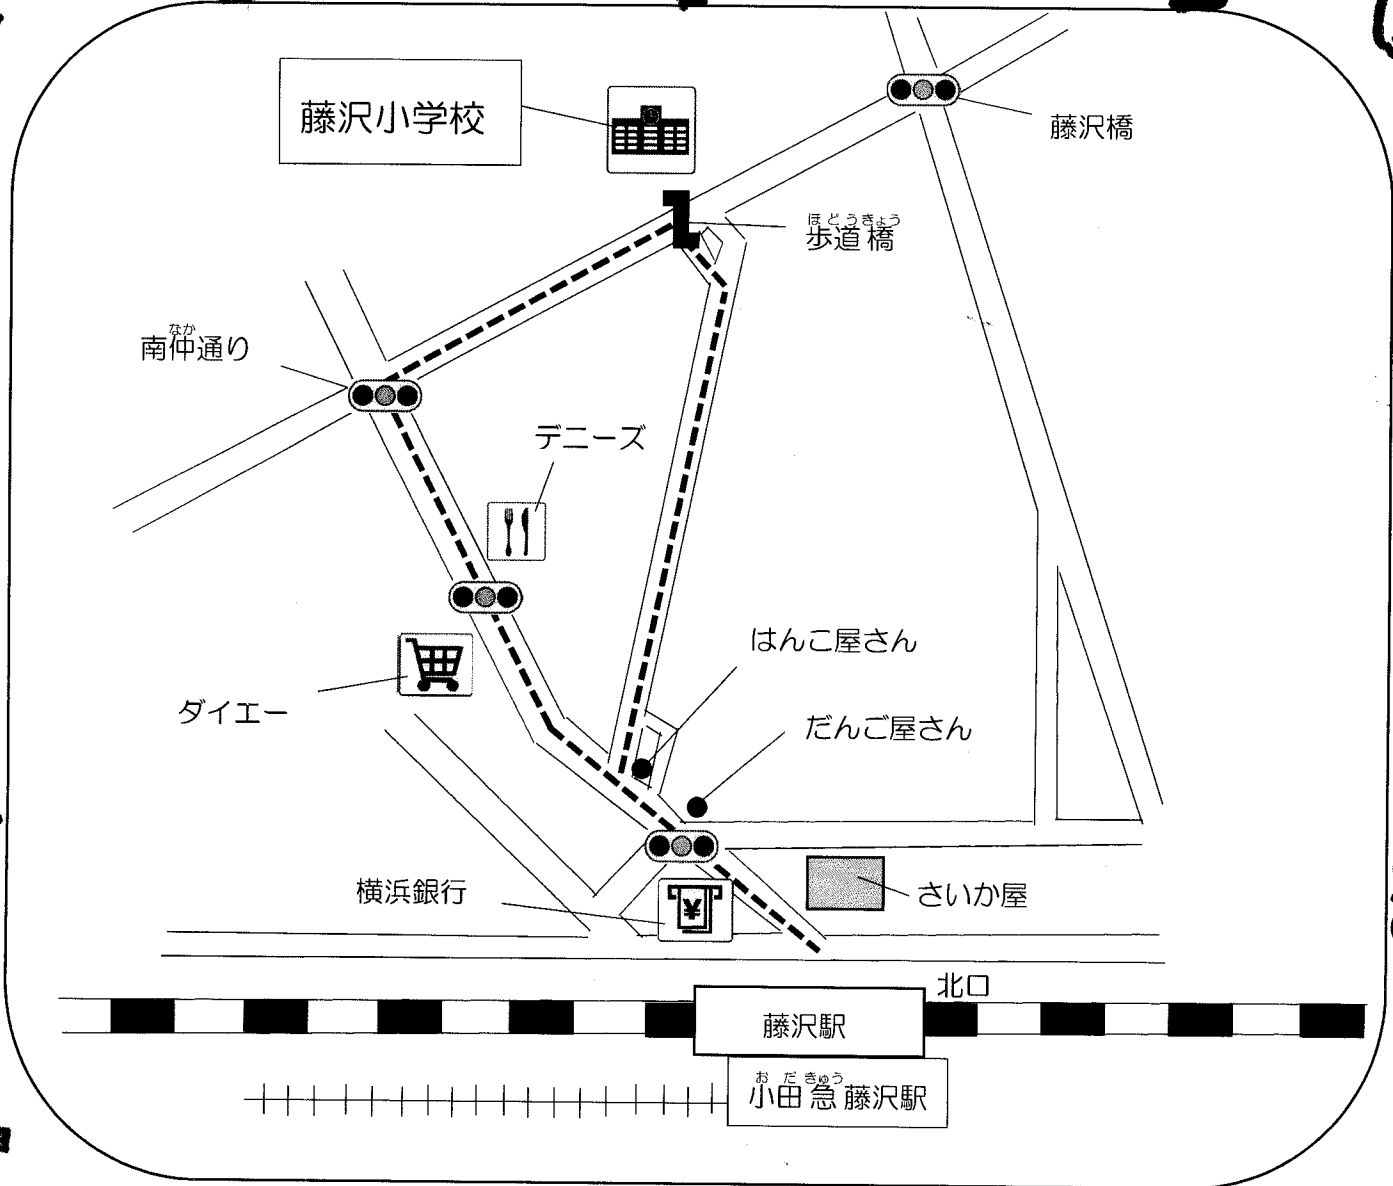 藤沢小学校
藤沢橋
ほどうきょう
歩道橋
なか
南仲通り
デニーズ
はんこ屋さん
ダイエー
だんご屋さん
横浜銀行
¥
さいか屋
北口
藤沢駅
おだきゅう
小田急藤沢駅